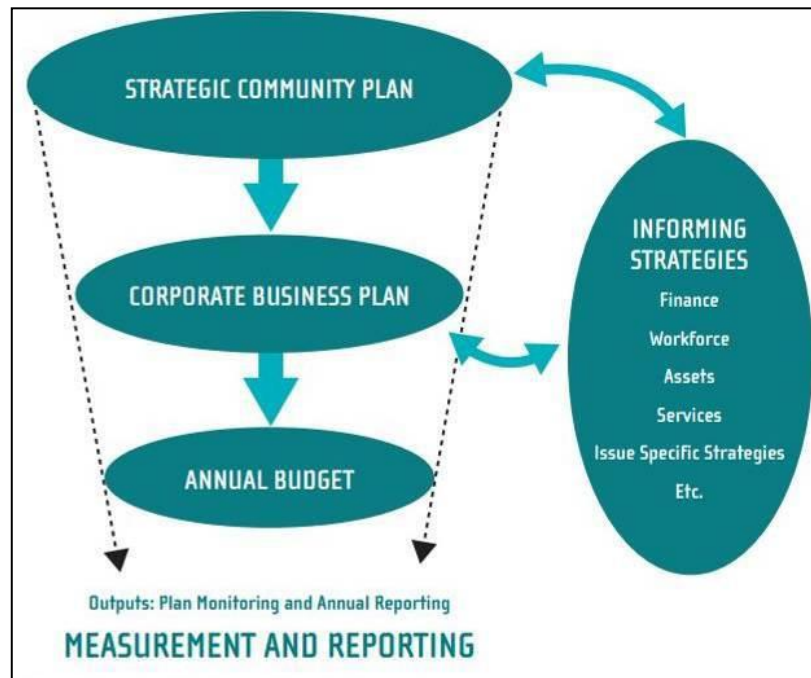 STRATEGIC COMMUNITY PLAN
CORPORATE BUSINESS PLAN
ANNUAL BUDGET
INFORMING
STRATEGIES
Finance
Workforce
Assets
Services
Issue Specific Strategies
Etc.
Outputs: Plan Monitoring and Annual Reporting
MEASUREMENT AND REPORTING